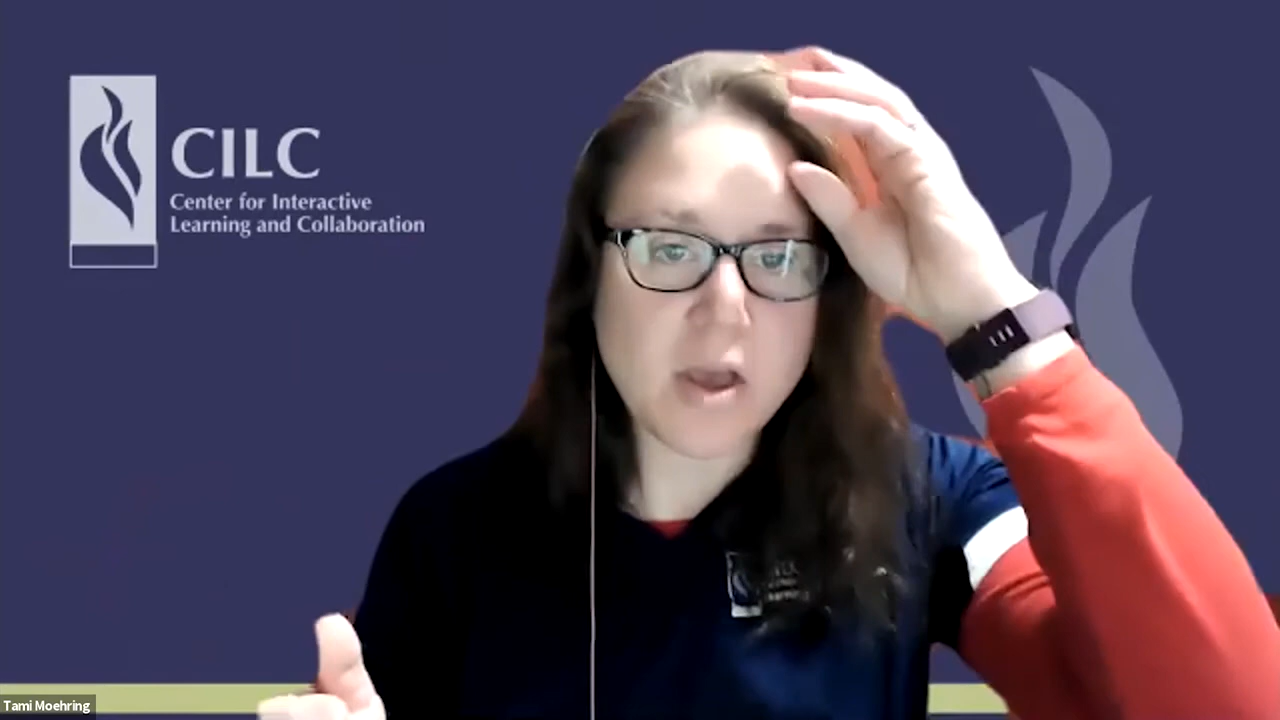 CILC
Center for Interactive
Learning and Collaboration
Tami Moehring